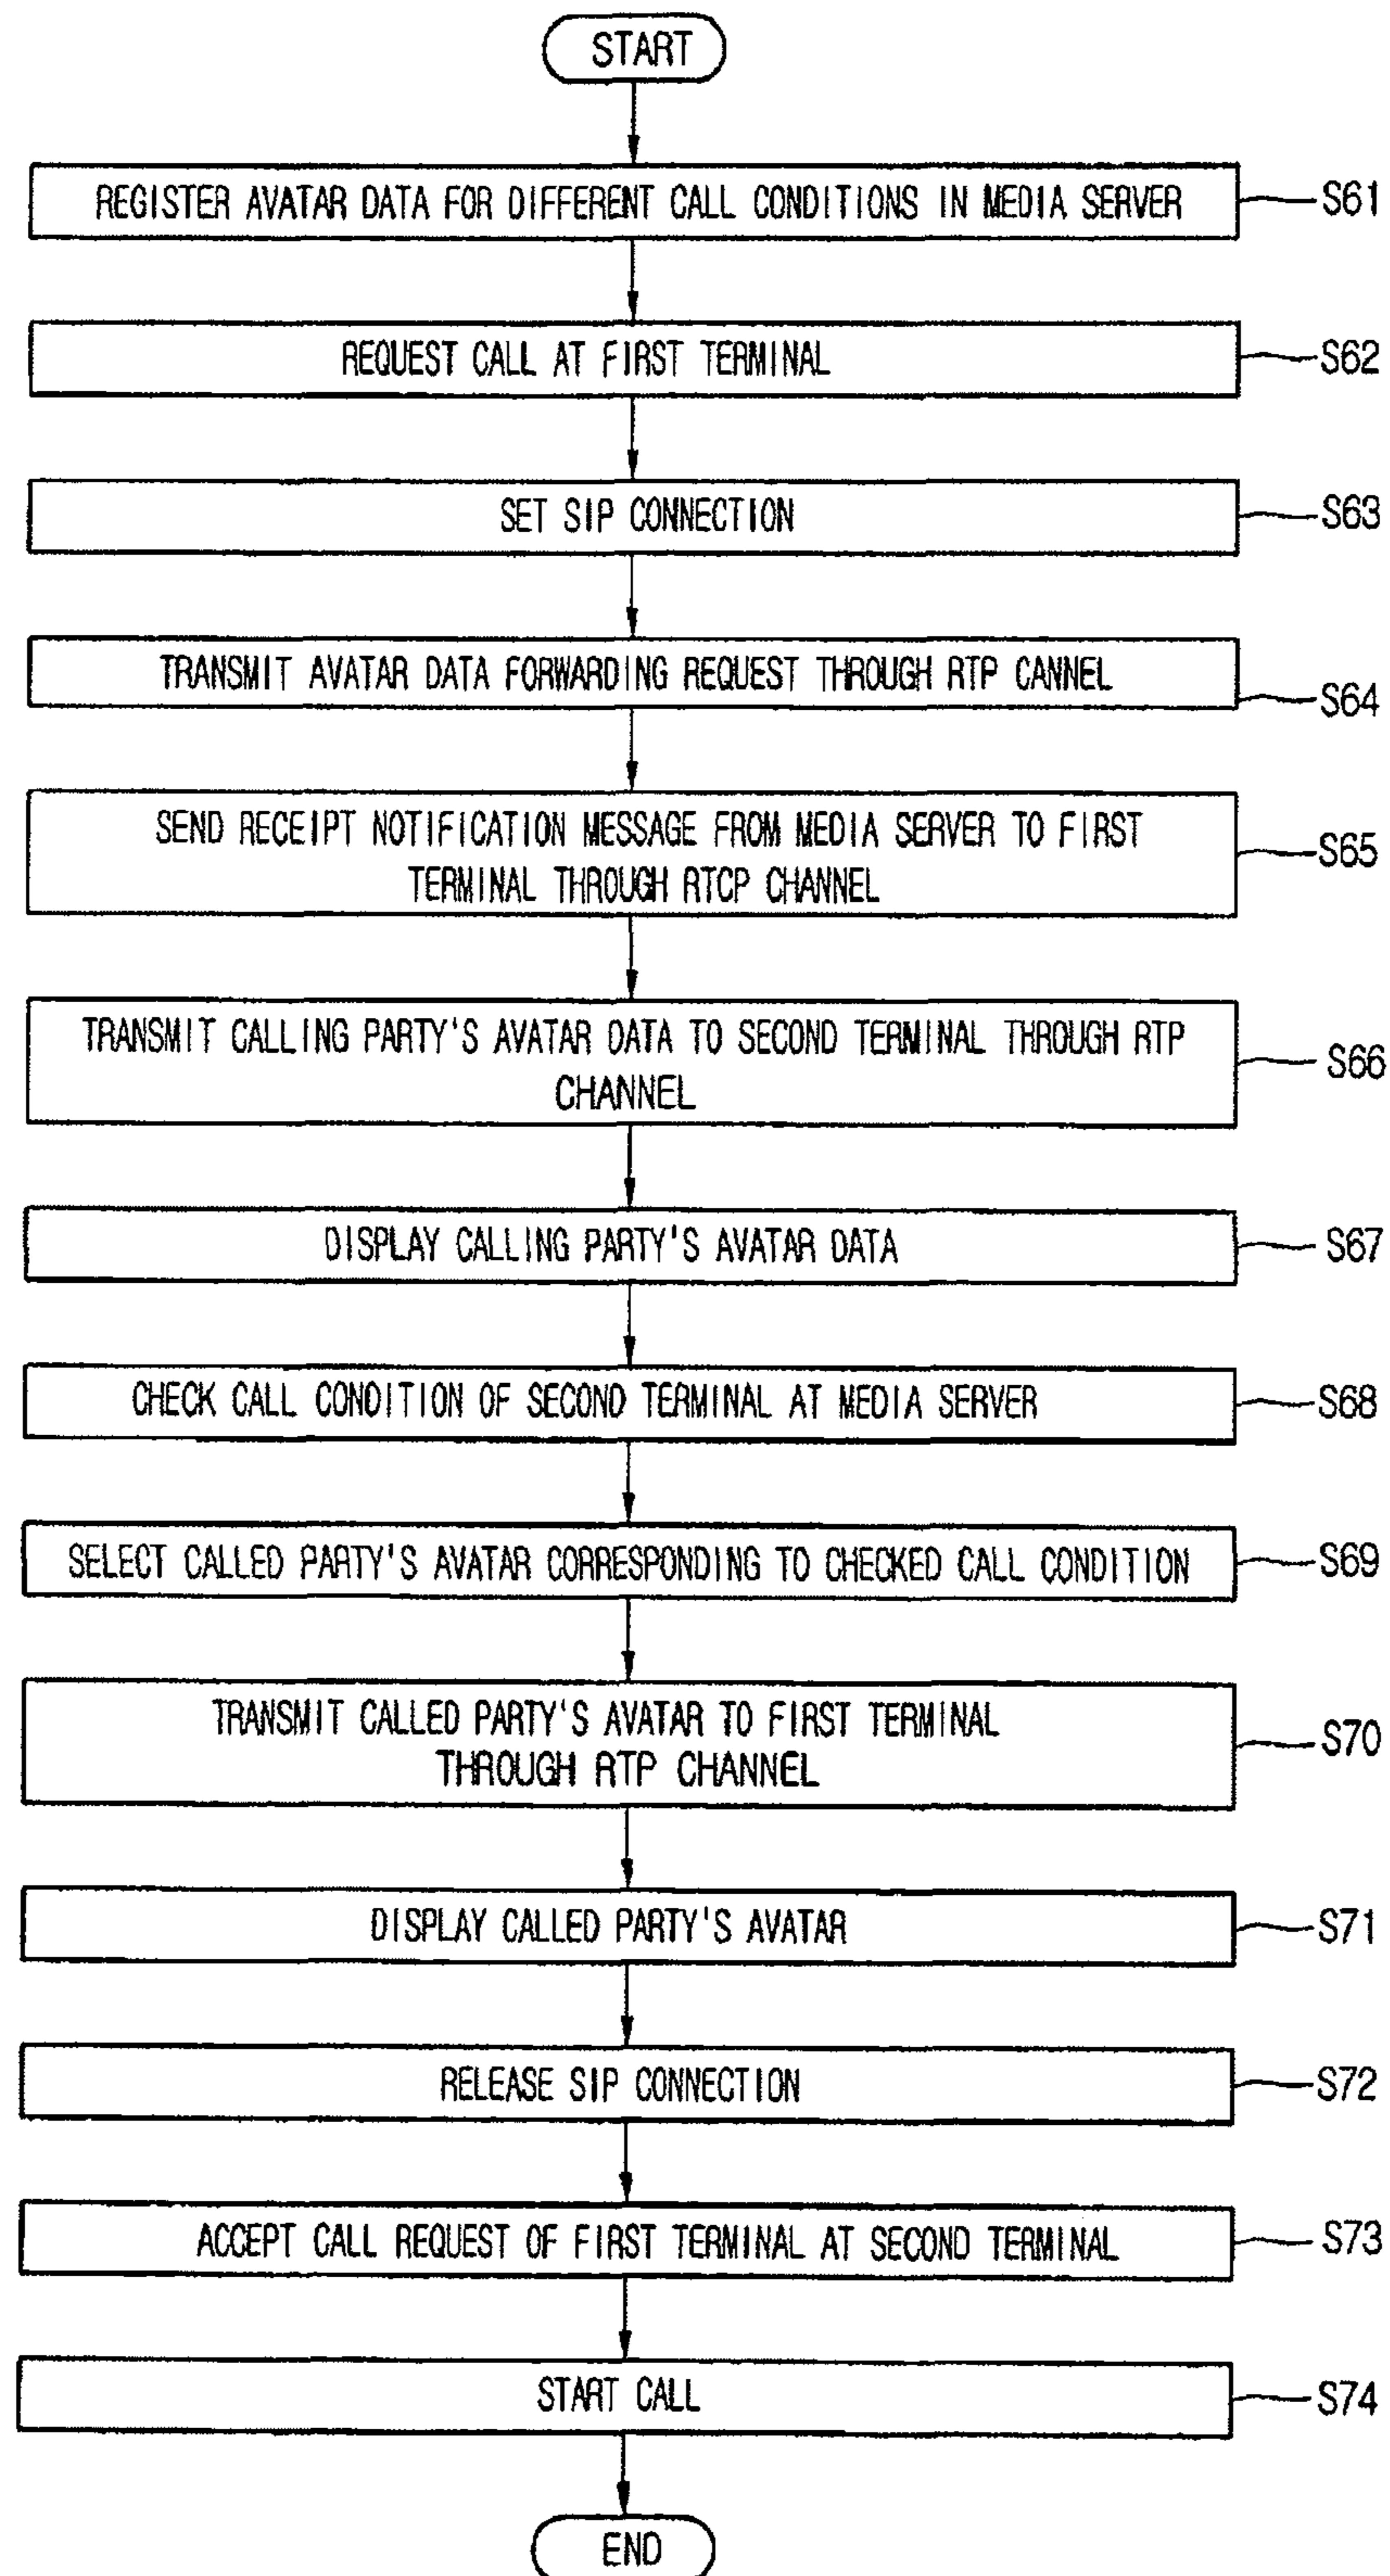 START
REGISTER AVATAR DATA FOR DIFFERENT CALL CONDITIONS IN MEDIA SERVER
S61
REQUEST CALL AT FIRST TERMINAL
S62
SET SIP CONNECTION
S63
TRANSMIT AVATAR DATA FORWARDING REQUEST THROUGH RTP CANNEL
S64
SEND RECEIPT NOTIFICATION MESSAGE FROM MEDIA SERVER TO FIRST
TERMINAL THROUGH RTCP CHANNEL
S65
TRANSMIT CALLING PARTY'S AVATAR DATA TO SECOND TERMINAL THROUGH RTP
CHANNEL
S66
DISPLAY CALLING PARTY'S AVATAR DATA
S67
CHECK CALL CONDITION OF SECOND TERMINAL AT MEDIA SERVER
S68
SELECT CALLED PARTY'S AVATAR CORRESPONDING TO CHECKED CALL CONDITION
S69
TRANSMIT CALLED PARTY'S AVATAR TO FIRST TERMINAL
THROUGH RTP CHANNEL
S70
DISPLAY CALLED PARTY'S AVATAR
S71
RELEASE SIP CONNECTION
S72
ACCEPT CALL REQUEST OF FIRST TERMINAL AT SECOND TERMINAL
S73
START CALL
S74
END